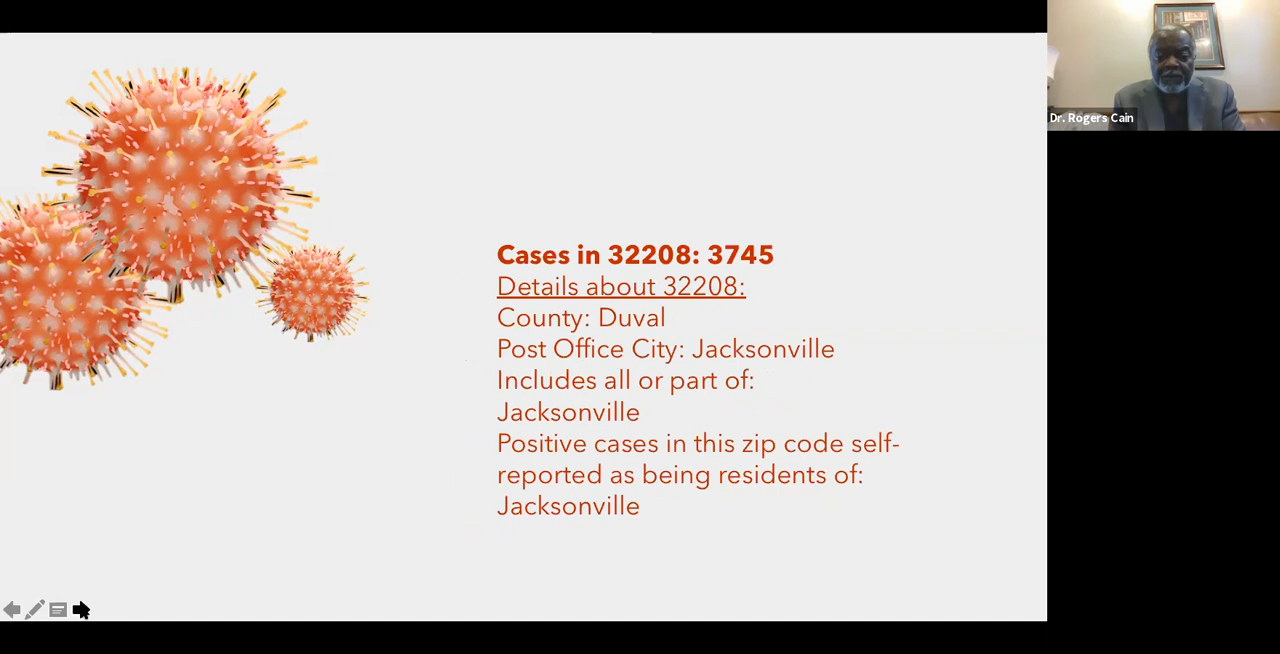 Cases in 32208: 3745
Details about 32208:
County: Duval
Post Office City: Jacksonville
Includes all or part of:
Jacksonville
Positive cases in this zip code self-
reported as being residents of:
Jacksonville
Dr. Rogers Cain